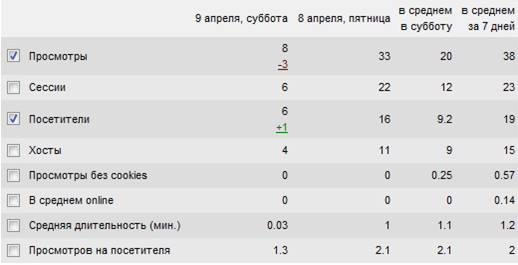 9 апреля, суббота 8 апреля, пятница в среднем в субботу в среднем за 7 дней
Просмотры 8 33 20 38
-3
Сессии 6 22 12 23
Посетители 6 16 9.2 19
+1
Хосты 4 11 9 15
Просмотры без cookies 0 0 0.25 0.57
В среднем online 0 0 0 0.14
Средняя длительность (мин.) 0.03 1 1.1 1.2
Просмотров на посетителя 1.3 2.1 2.1 2